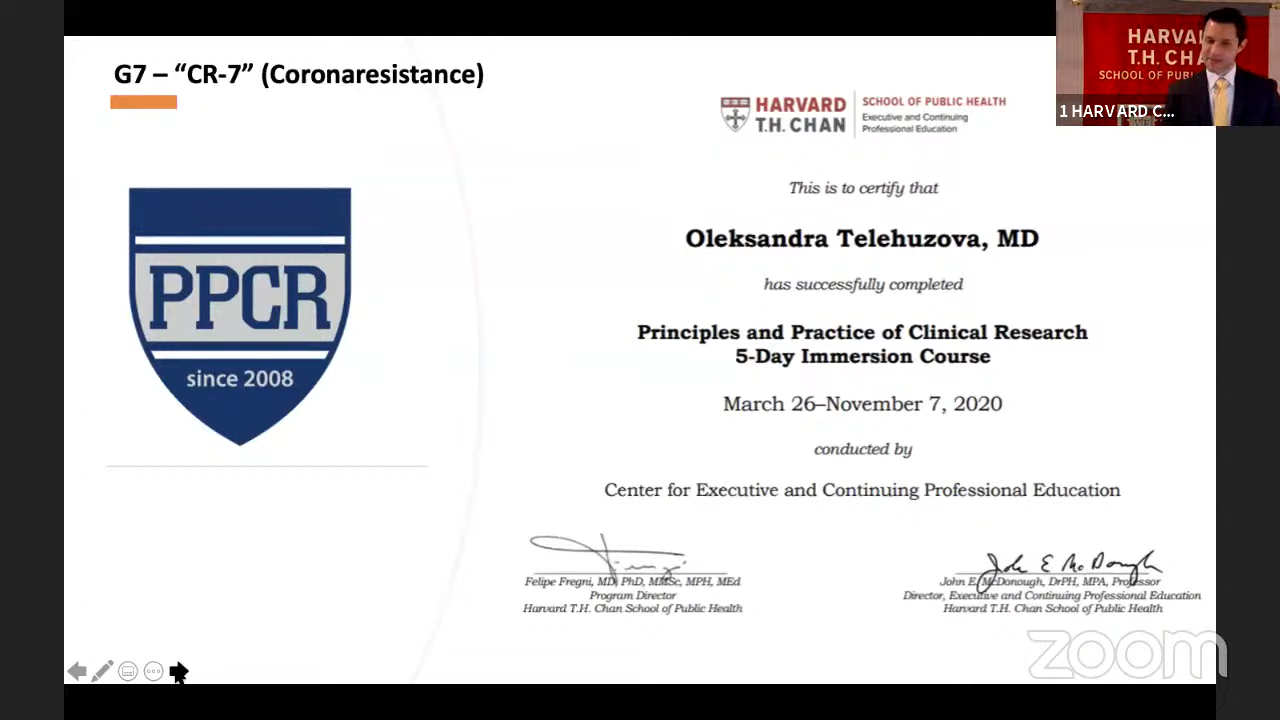 G7 – “CR-7” (Coronaresistance)
HARVARD
T.H. CHAN
SCHOOL OF PUBLIC HEALTH
Executive and Continuing
Professional Education
HARVA
T.H. CHA
SCHOOL OF PUBL
1 HARVARD C...
This is to certify that
Oleksandra Telehuzova, MD
has successfully completed
Principles and Practice of Clinical Research
5-Day Immersion Course
March 26–November 7, 2020
conducted by
Center for Executive and Continuing Professional Education
PPCR
since 2008
John E McDonough
Felipe Fregni, MD, PhD, MMSc, MPH, MEd
Program Director
Harvard T.H. Chan School of Public Health
John E. McDonough, DrPH, MPA, Professor
Director, Executive and Continuing Professional Education
Harvard T.H. Chan School of Public Health
zoom